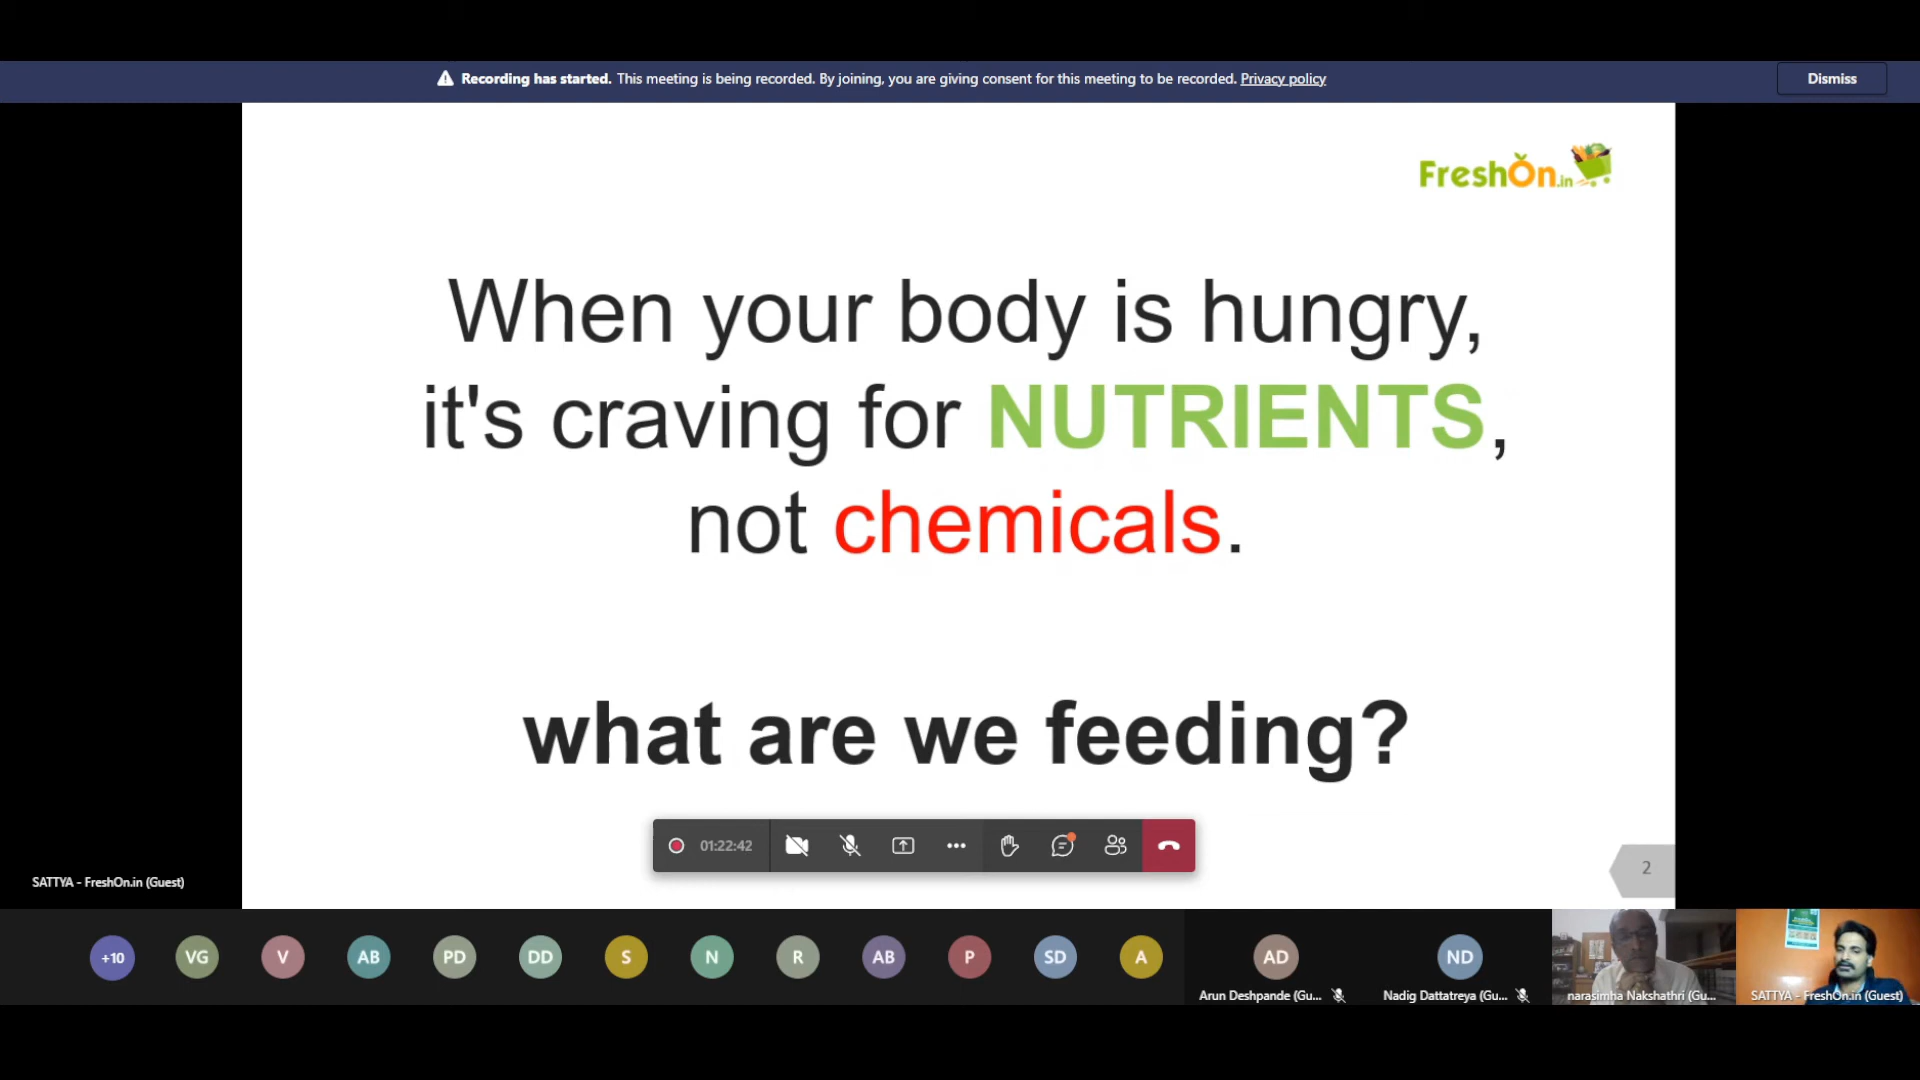 Recording has started. This meeting is being recorded. By joining, you are giving consent for this meeting to be recorded. Privacy policy
Dismiss
FreshOn.in
When your body is hungry,
it's craving for NUTRIENTS,
not chemicals.
what are we feeding?
01:22:42
2
SATTYA - FreshOn.in (Guest)
+10
VG
V
AB
PD
DD
S
N
R
AB
P
SD
A
AD
ND
Arun Deshpande (Gu...
Nadig Dattatreya (Gu...
narasimha Nakshathri (Gu...
SATTYA - FreshOn.in (Guest)